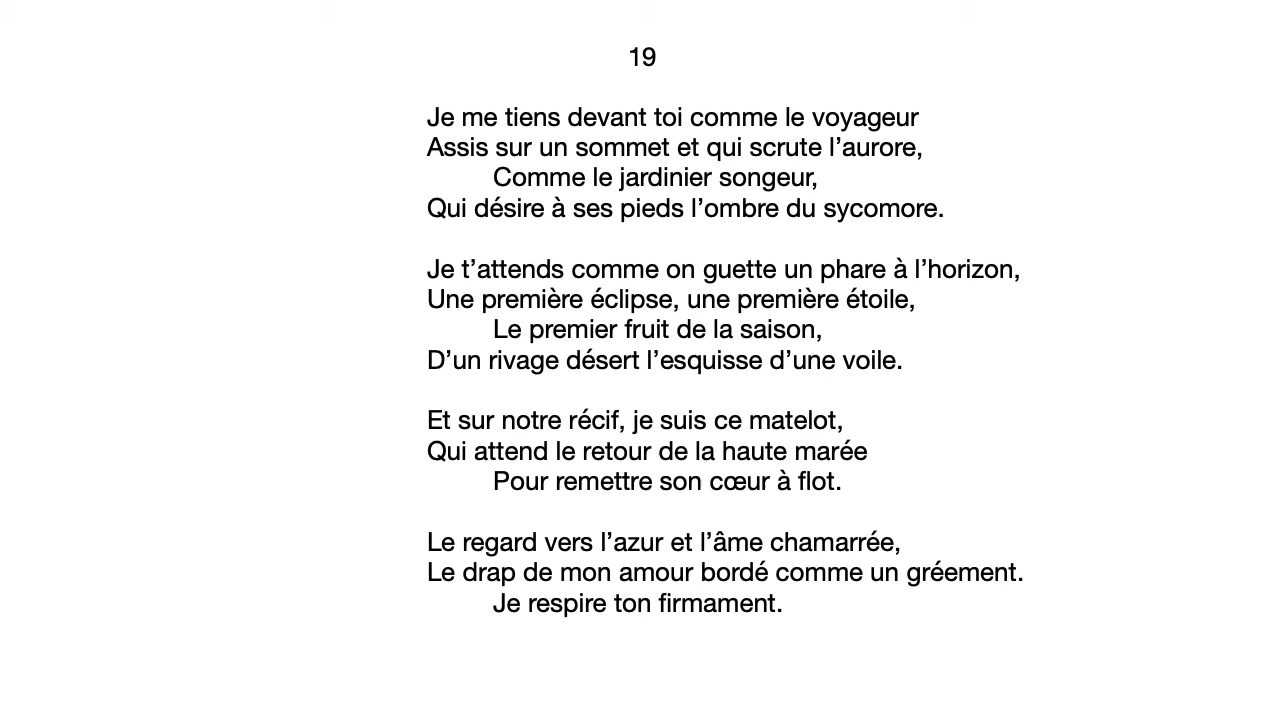 19
Je me tiens devant toi comme le voyageur
Assis sur un sommet et qui scrute l’aurore,
Comme le jardinier songeur,
Qui désire à ses pieds l’ombre du sycomore.
Je t’attends comme on guette un phare à l’horizon,
Une première éclipse, une première étoile,
Le premier fruit de la saison,
D’un rivage désert l’esquisse d’une voile.
Et sur notre récif, je suis ce matelot,
Qui attend le retour de la haute marée
Pour remettre son cœur à flot.
Le regard vers l’azur et l’âme chamarrée,
Le drap de mon amour bordé comme un gréement.
Je respire ton firmament.